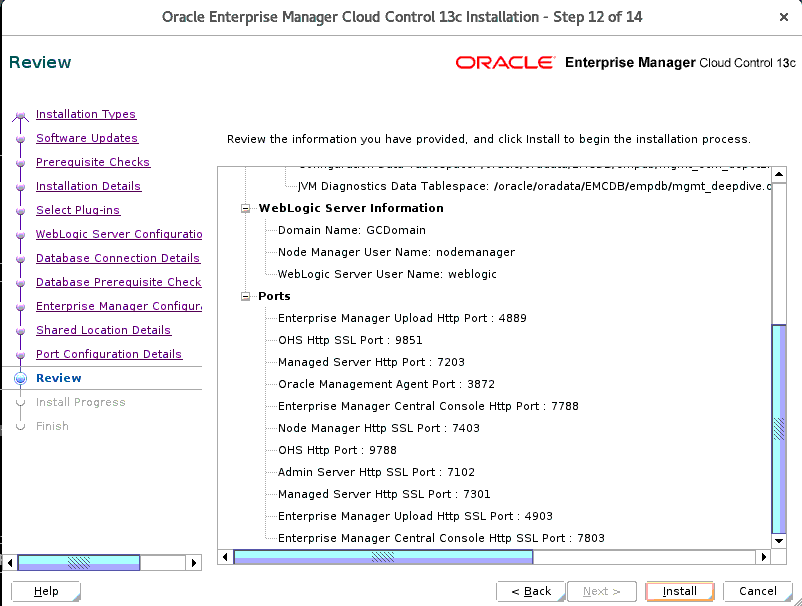 Oracle Enterprise Manager Cloud Control 13c Installation - Step 12 of 14
Review
ORACLE Enterprise Manager Cloud Control 13c
Installation Types
Software Updates
Prerequisite Checks
Installation Details
Select Plug-ins
WebLogic Server Configuratio
Database Connection Details
Database Prerequisite Check
Enterprise Manager Configura
Shared Location Details
Port Configuration Details
Review
Install Progress
Finish
Review the information you have provided, and click Install to begin the installation process.
JVM Diagnostics Data Tablespace: /oracle/oradata/EMCDB/empdb/mgmt_deepdive.d
WebLogic Server Information
Domain Name: GCDomain
Node Manager User Name: nodemanager
WebLogic Server User Name: weblogic
Ports
Enterprise Manager Upload Http Port : 4889
OHS Http SSL Port : 9851
Managed Server Http Port : 7203
Oracle Management Agent Port : 3872
Enterprise Manager Central Console Http Port : 7788
Node Manager Http SSL Port : 7403
OHS Http Port : 9788
Admin Server Http SSL Port : 7102
Managed Server Http SSL Port : 7301
Enterprise Manager Upload Http SSL Port : 4903
Enterprise Manager Central Console Http SSL Port : 7803
Help
< Back
Next >
Install
Cancel